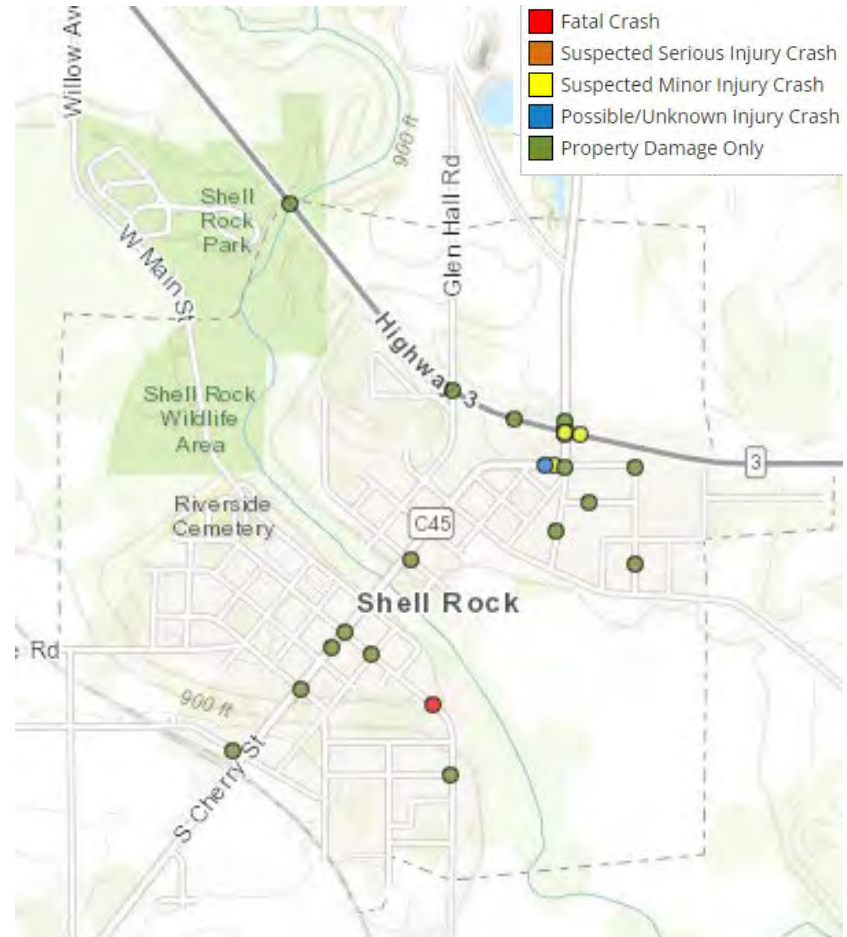 Fatal Crash
Suspected Serious Injury Crash
Suspected Minor Injury Crash
Possible/Unknown Injury Crash
Property Damage Only
Willow Ave
900 ft
Shell
Rock
Park
W Main St
Glen Hall Rd
Highway 3
Shell Rock
Wildlife
Area
3
Riverside
Cemetery
C45
Shell Rock
e Rd
900 ft
S Cherry St